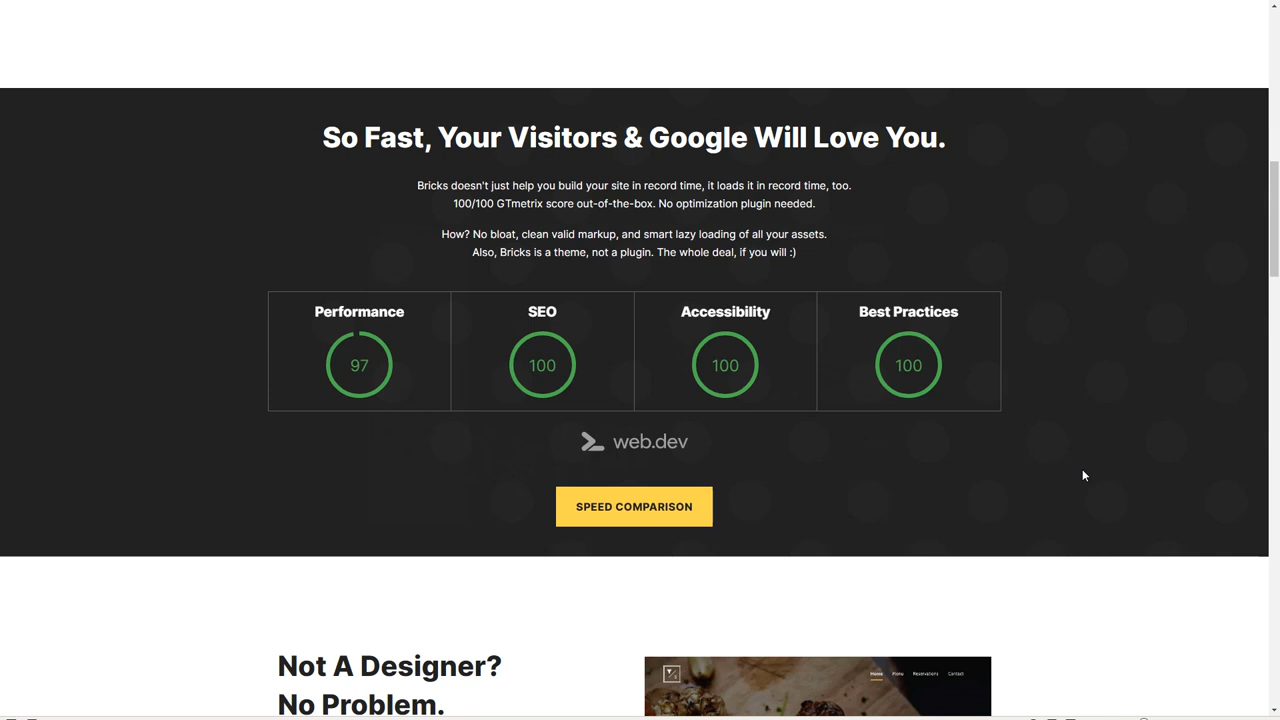 So Fast, Your Visitors & Google Will Love You.
Bricks doesn't just help you build your site in record time, it loads it in record time, too.
100/100 GTmetrix score out-of-the-box. No optimization plugin needed.
How? No bloat, clean valid markup, and smart lazy loading of all your assets.
Also, Bricks is a theme, not a plugin. The whole deal, if you will :)
Performance SEO Accessibility Best Practices
97 100 100 100
web.dev
SPEED COMPARISON
Not A Designer?
No Problem.
Home Menu Reservations Contact